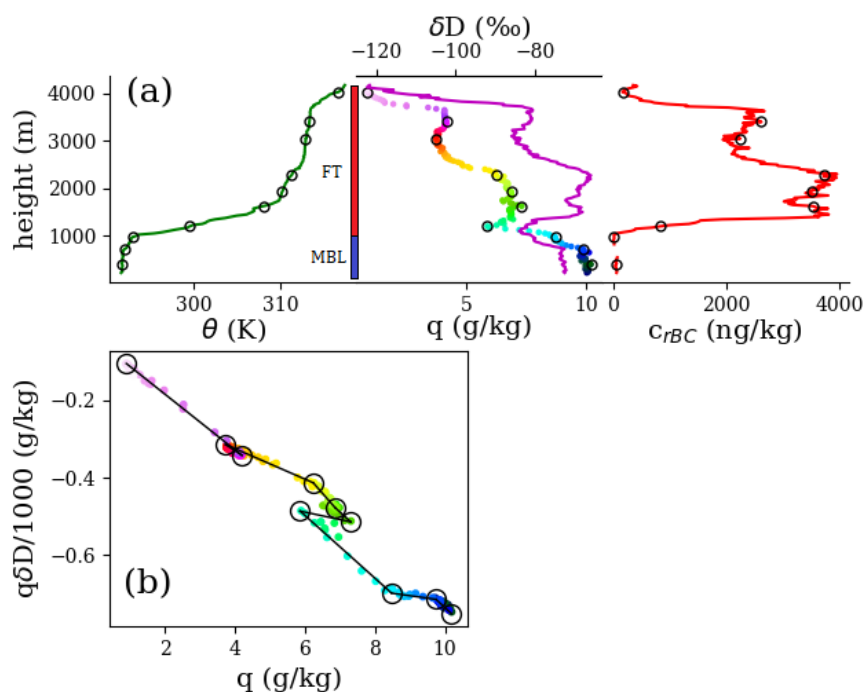 δD (‰)
−120 −100 −80
(a)
height (m)
4000
3000
2000
1000
FT
MBL
300 310
5 10
0 2000 4000
θ (K)
q (g/kg)
c_rBC (ng/kg)
(b)
qδD/1000 (g/kg)
−0.2
−0.4
−0.6
2 4 6 8 10
q (g/kg)